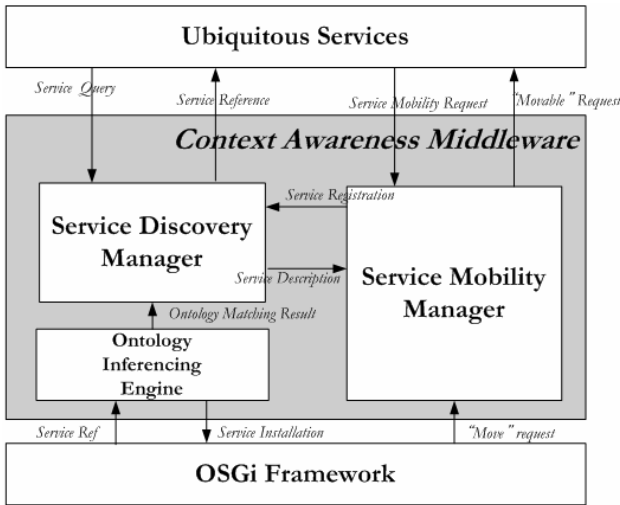 Ubiquitous Services
Service Query
Service Reference
Service Mobility Request
"Movable" Request
Context Awareness Middleware
Service Registration
Service Discovery
Manager
Service Description
Service Mobility
Manager
Ontology Matching Result
Ontology
Inferencing
Engine
Service Ref
Service Installation
"Move" request
OSGi Framework